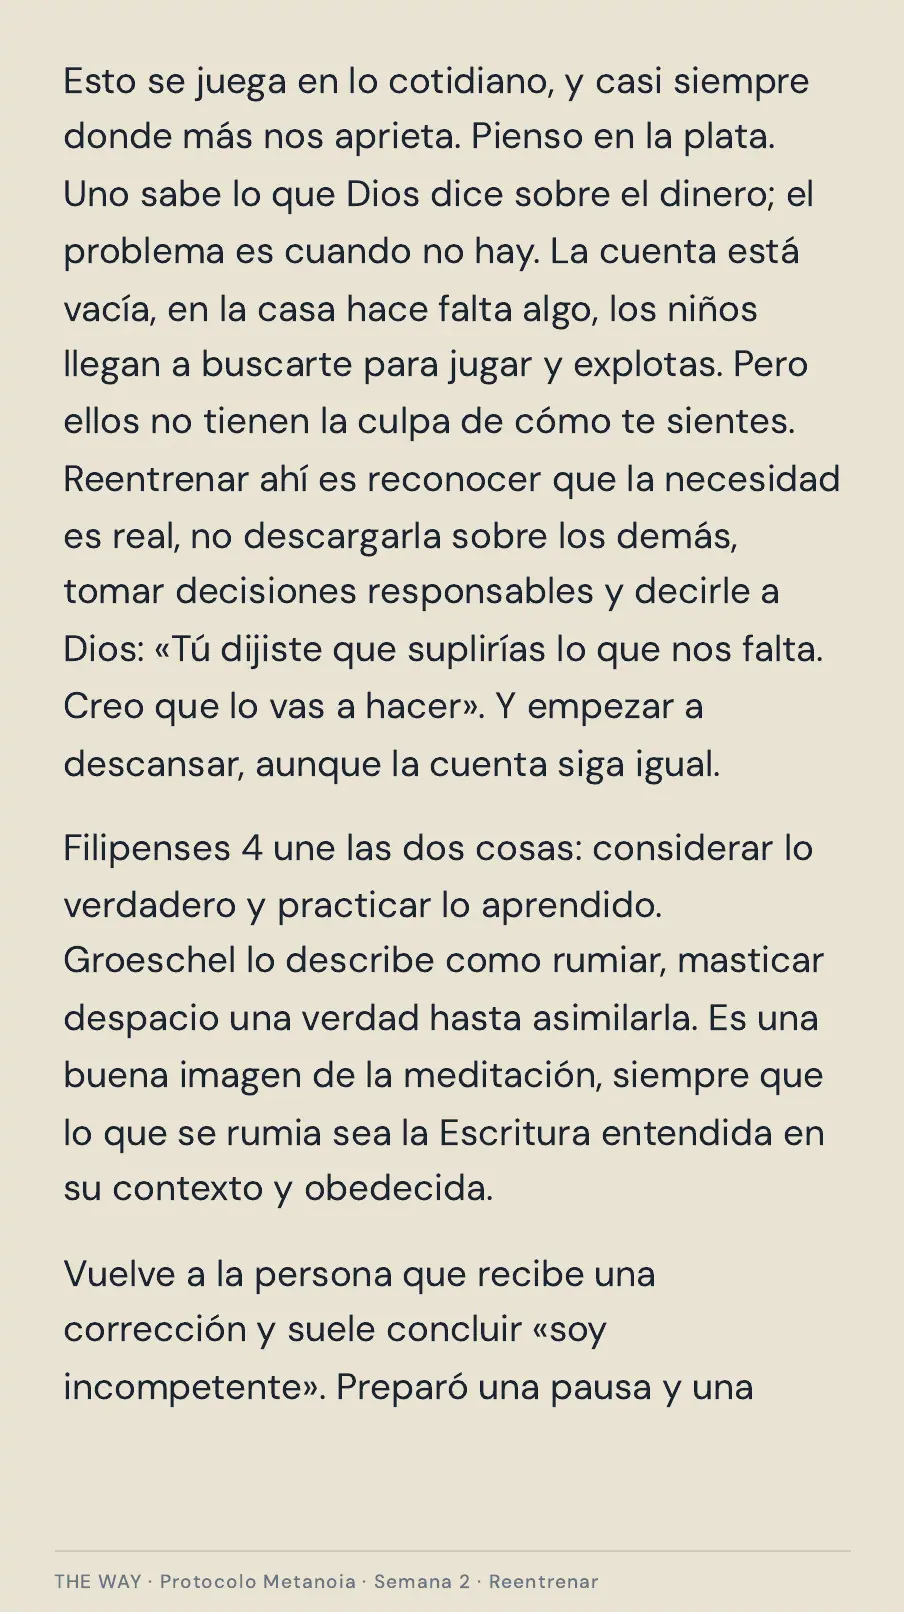 Esto se juega en lo cotidiano, y casi siempre
donde más nos aprieta. Pienso en la plata.
Uno sabe lo que Dios dice sobre el dinero; el
problema es cuando no hay. La cuenta está
vacía, en la casa hace falta algo, los niños
llegan a buscarte para jugar y explotas. Pero
ellos no tienen la culpa de cómo te sientes.
Reentrenar ahí es reconocer que la necesidad
es real, no descargarla sobre los demás,
tomar decisiones responsables y decirle a
Dios: «Tú dijiste que suplirías lo que nos falta.
Creo que lo vas a hacer». Y empezar a
descansar, aunque la cuenta siga igual.
Filipenses 4 une las dos cosas: considerar lo
verdadero y practicar lo aprendido.
Groeschel lo describe como rumiar, masticar
despacio una verdad hasta asimilarla. Es una
buena imagen de la meditación, siempre que
lo que se rumia sea la Escritura entendida en
su contexto y obedecida.
Vuelve a la persona que recibe una
corrección y suele concluir «soy
incompetente». Preparó una pausa y una
THE WAY · Protocolo Metanoia · Semana 2 · Reentrenar